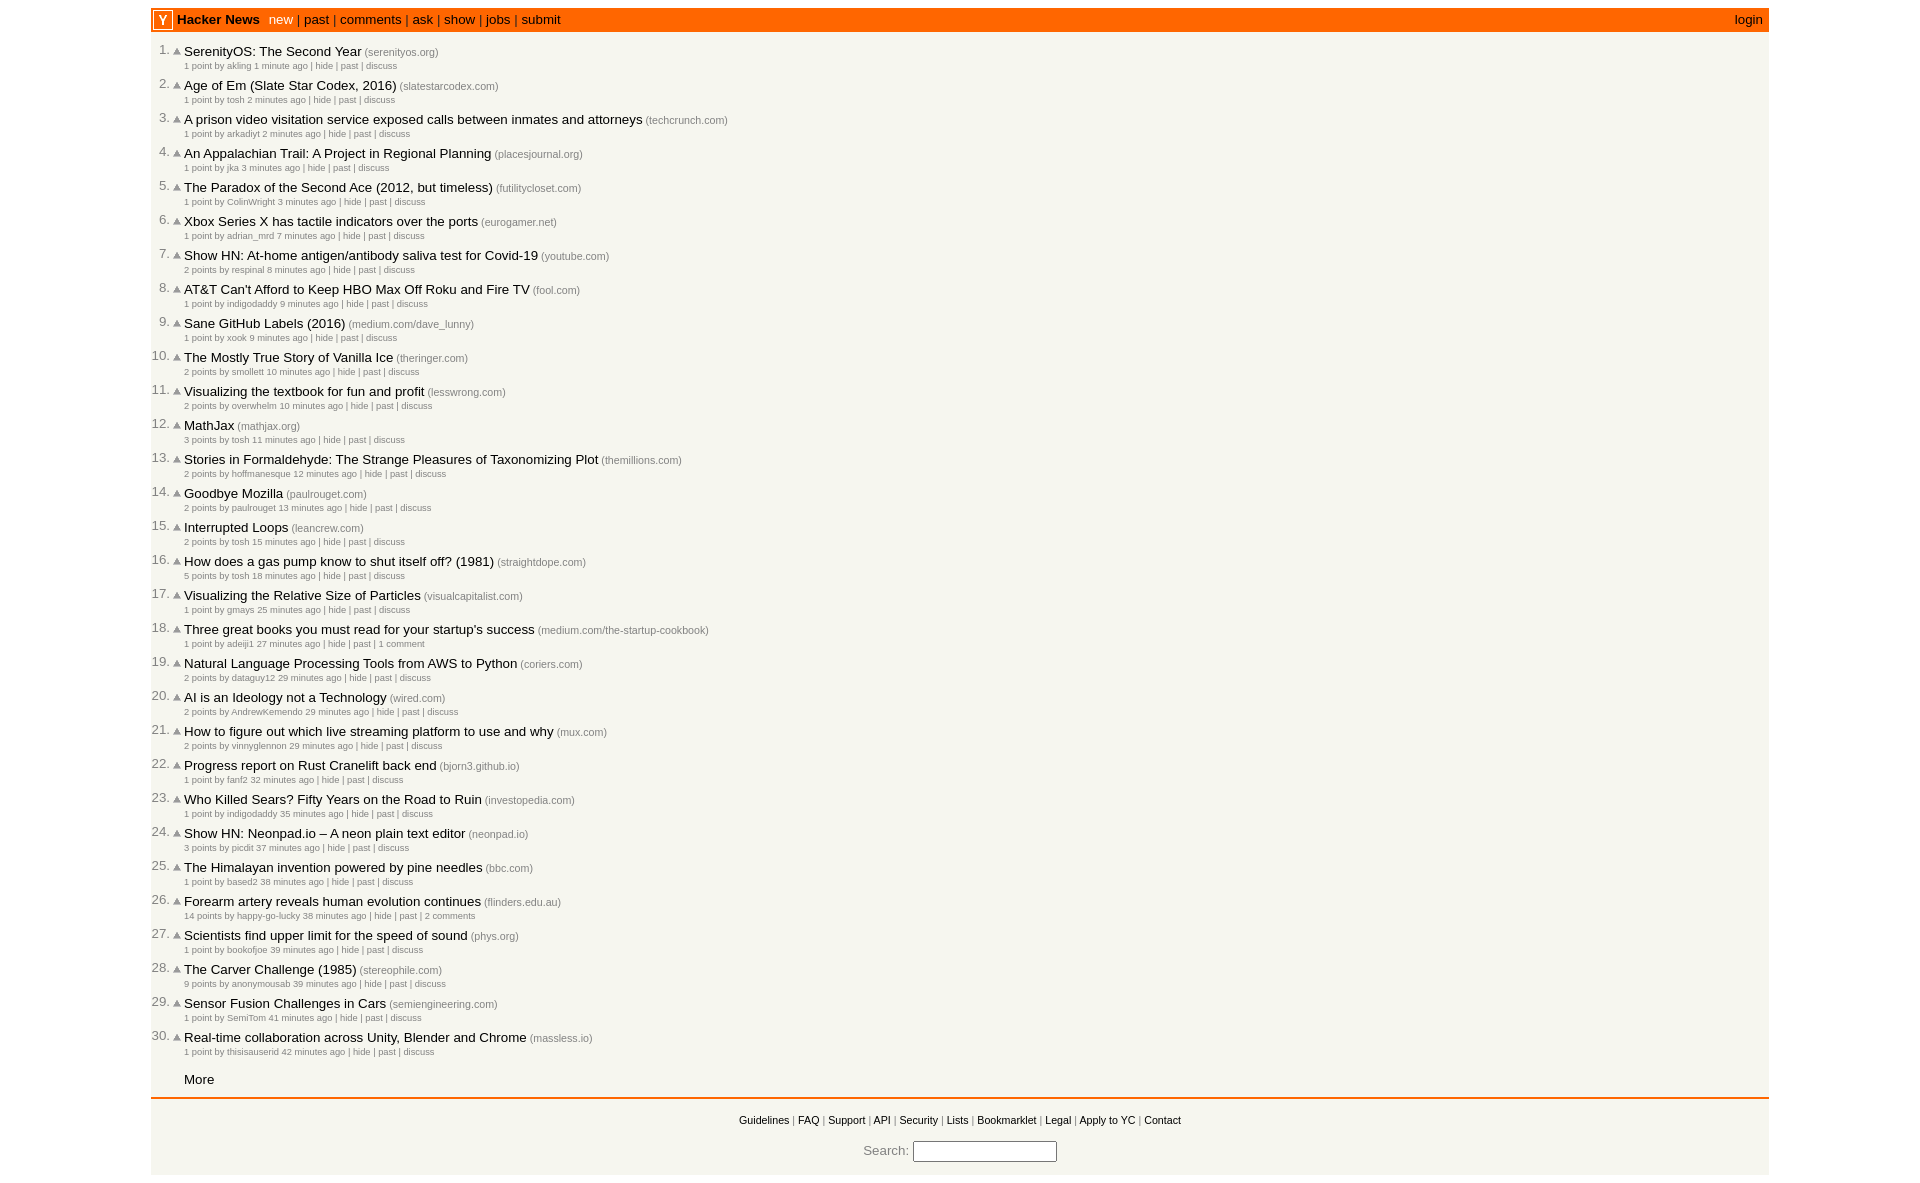 Y Hacker News new | past | comments | ask | show | jobs | submit login
1. SerenityOS: The Second Year (serenityos.org)
1 point by akling 1 minute ago | hide | past | discuss
2. Age of Em (Slate Star Codex, 2016) (slatestarcodex.com)
1 point by tosh 2 minutes ago | hide | past | discuss
3. A prison video visitation service exposed calls between inmates and attorneys (techcrunch.com)
1 point by arkadiyt 2 minutes ago | hide | past | discuss
4. An Appalachian Trail: A Project in Regional Planning (placesjournal.org)
1 point by jka 3 minutes ago | hide | past | discuss
5. The Paradox of the Second Ace (2012, but timeless) (futilitycloset.com)
1 point by ColinWright 3 minutes ago | hide | past | discuss
6. Xbox Series X has tactile indicators over the ports (eurogamer.net)
1 point by adrian_mrd 7 minutes ago | hide | past | discuss
7. Show HN: At-home antigen/antibody saliva test for Covid-19 (youtube.com)
2 points by respinal 8 minutes ago | hide | past | discuss
8. AT&T Can't Afford to Keep HBO Max Off Roku and Fire TV (fool.com)
1 point by indigodaddy 9 minutes ago | hide | past | discuss
9. Sane GitHub Labels (2016) (medium.com/dave_lunny)
1 point by xook 9 minutes ago | hide | past | discuss
10. The Mostly True Story of Vanilla Ice (theringer.com)
2 points by smollett 10 minutes ago | hide | past | discuss
11. Visualizing the textbook for fun and profit (lesswrong.com)
2 points by overwhelm 10 minutes ago | hide | past | discuss
12. MathJax (mathjax.org)
3 points by tosh 11 minutes ago | hide | past | discuss
13. Stories in Formaldehyde: The Strange Pleasures of Taxonomizing Plot (themillions.com)
2 points by hoffmanesque 12 minutes ago | hide | past | discuss
14. Goodbye Mozilla (paulrouget.com)
2 points by paulrouget 13 minutes ago | hide | past | discuss
15. Interrupted Loops (leancrew.com)
2 points by tosh 15 minutes ago | hide | past | discuss
16. How does a gas pump know to shut itself off? (1981) (straightdope.com)
5 points by tosh 18 minutes ago | hide | past | discuss
17. Visualizing the Relative Size of Particles (visualcapitalist.com)
1 point by gmays 25 minutes ago | hide | past | discuss
18. Three great books you must read for your startup's success (medium.com/the-startup-cookbook)
1 point by adeiji1 27 minutes ago | hide | past | 1 comment
19. Natural Language Processing Tools from AWS to Python (coriers.com)
2 points by dataguy12 29 minutes ago | hide | past | discuss
20. AI is an Ideology not a Technology (wired.com)
2 points by AndrewKemendo 29 minutes ago | hide | past | discuss
21. How to figure out which live streaming platform to use and why (mux.com)
2 points by vinnyglennon 29 minutes ago | hide | past | discuss
22. Progress report on Rust Cranelift back end (bjorn3.github.io)
1 point by fanf2 32 minutes ago | hide | past | discuss
23. Who Killed Sears? Fifty Years on the Road to Ruin (investopedia.com)
1 point by indigodaddy 35 minutes ago | hide | past | discuss
24. Show HN: Neonpad.io – A neon plain text editor (neonpad.io)
3 points by picdit 37 minutes ago | hide | past | discuss
25. The Himalayan invention powered by pine needles (bbc.com)
1 point by based2 38 minutes ago | hide | past | discuss
26. Forearm artery reveals human evolution continues (flinders.edu.au)
14 points by happy-go-lucky 38 minutes ago | hide | past | 2 comments
27. Scientists find upper limit for the speed of sound (phys.org)
1 point by bookofjoe 39 minutes ago | hide | past | discuss
28. The Carver Challenge (1985) (stereophile.com)
9 points by anonymousab 39 minutes ago | hide | past | discuss
29. Sensor Fusion Challenges in Cars (semiengineering.com)
1 point by SemiTom 41 minutes ago | hide | past | discuss
30. Real-time collaboration across Unity, Blender and Chrome (massless.io)
1 point by thisisauserid 42 minutes ago | hide | past | discuss
More
Guidelines | FAQ | Support | API | Security | Lists | Bookmarklet | Legal | Apply to YC | Contact
Search: